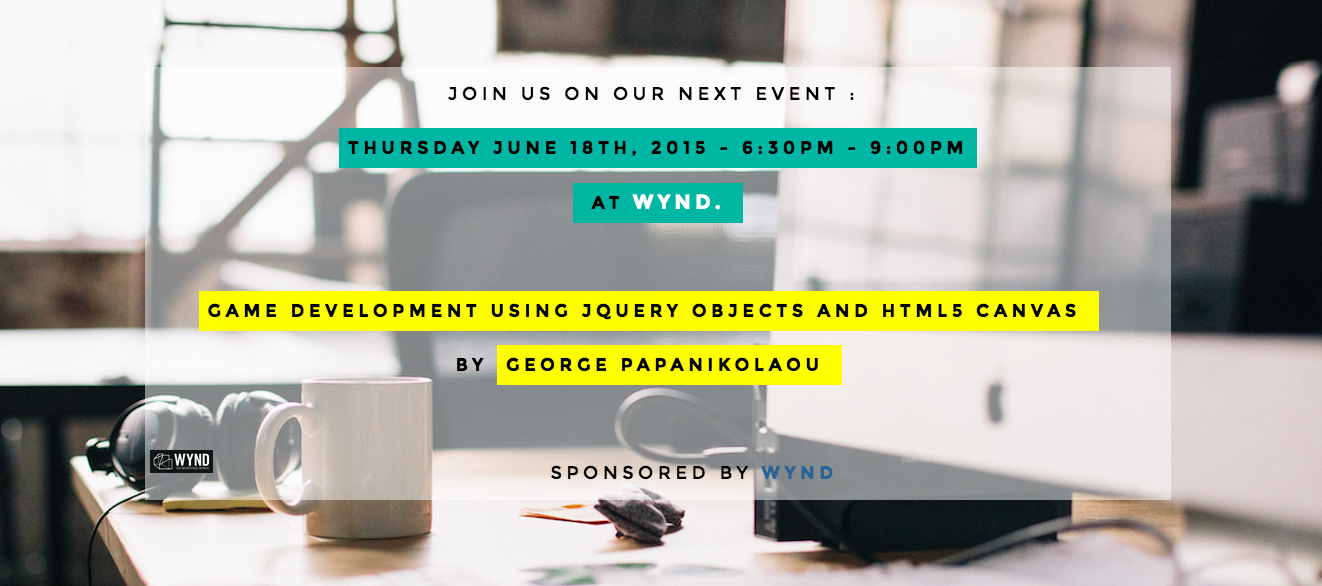 JOIN US ON OUR NEXT EVENT :
THURSDAY JUNE 18TH, 2015 - 6:30PM - 9:00PM
AT WYND.
GAME DEVELOPMENT USING JQUERY OBJECTS AND HTML5 CANVAS
BY GEORGE PAPANIKOLAOU
WYND
SPONSORED BY WYND